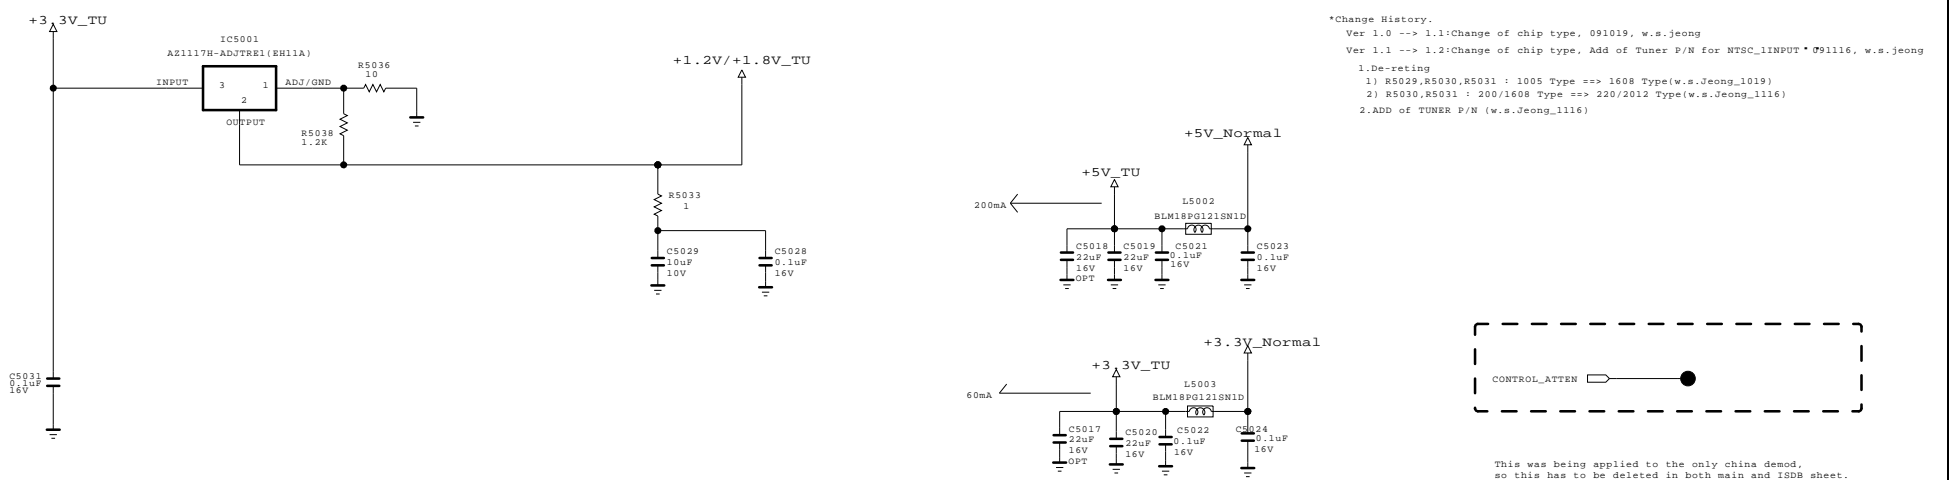 +3.3V_TU
IC5001
AZ1117H-ADJTRE1(EH11A)
INPUT
3
1
2
ADJ/GND
OUTPUT
R5036
10
R5038
1.2K
+1.2V/+1.8V_TU
R5033
1
C5029
10uF
10V
C5028
0.1uF
16V
C5031
0.1uF
16V
+5V_Normal
+5V_TU
200mA
L5002
BLM18PG121SN1D
C5018
22uF
16V
OPT
C5019
22uF
16V
C5021
0.1uF
16V
C5023
0.1uF
16V
+3.3V_Normal
+3.3V_TU
60mA
L5003
BLM18PG121SN1D
C5017
22uF
16V
OPT
C5020
22uF
16V
C5022
0.1uF
16V
C5024
0.1uF
16V
*Change History.
Ver 1.0 --> 1.1:Change of chip type, 091019, w.s.jeong
Ver 1.1 --> 1.2:Change of chip type, Add of Tuner P/N for NTSC_1INPUT 091116, w.s.jeong
1.De-reting
1) R5029,R5030,R5031 : 1005 Type ==> 1608 Type(w.s.Jeong_1019)
2) R5030,R5031 : 200/1608 Type ==> 220/2012 Type(w.s.Jeong_1116)
2.ADD of TUNER P/N (w.s.Jeong_1116)
CONTROL_ATTEN
This was being applied to the only china demod,
so this has to be deleted in both main and ISDB sheet.